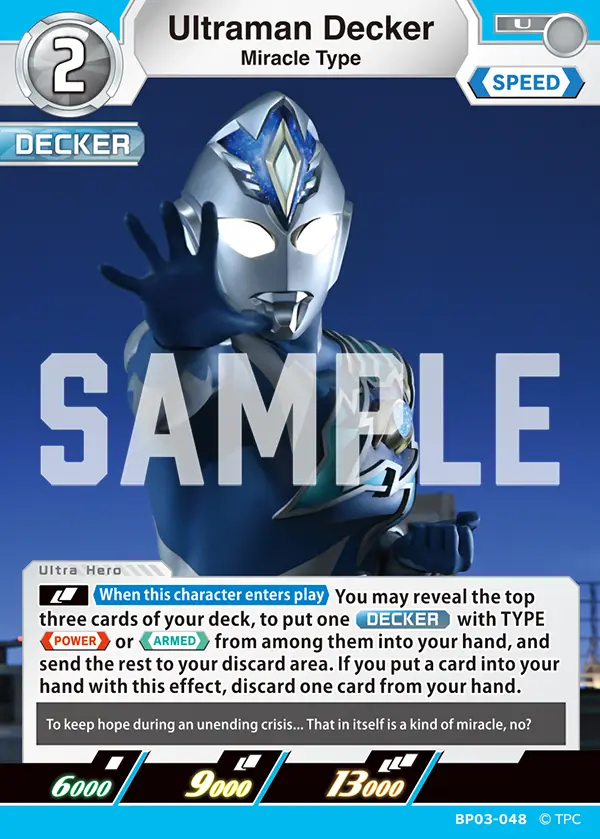 2
Ultraman Decker
Miracle Type
U
SPEED
DECKER
SAMPLE
Ultra Hero
When this character enters play You may reveal the top
three cards of your deck, to put one DECKER with TYPE
POWER or ARMED from among them into your hand, and
send the rest to your discard area. If you put a card into your
hand with this effect, discard one card from your hand.
To keep hope during an unending crisis... That in itself is a kind of miracle, no?
6000 9000 13000
BP03-048 © TPC